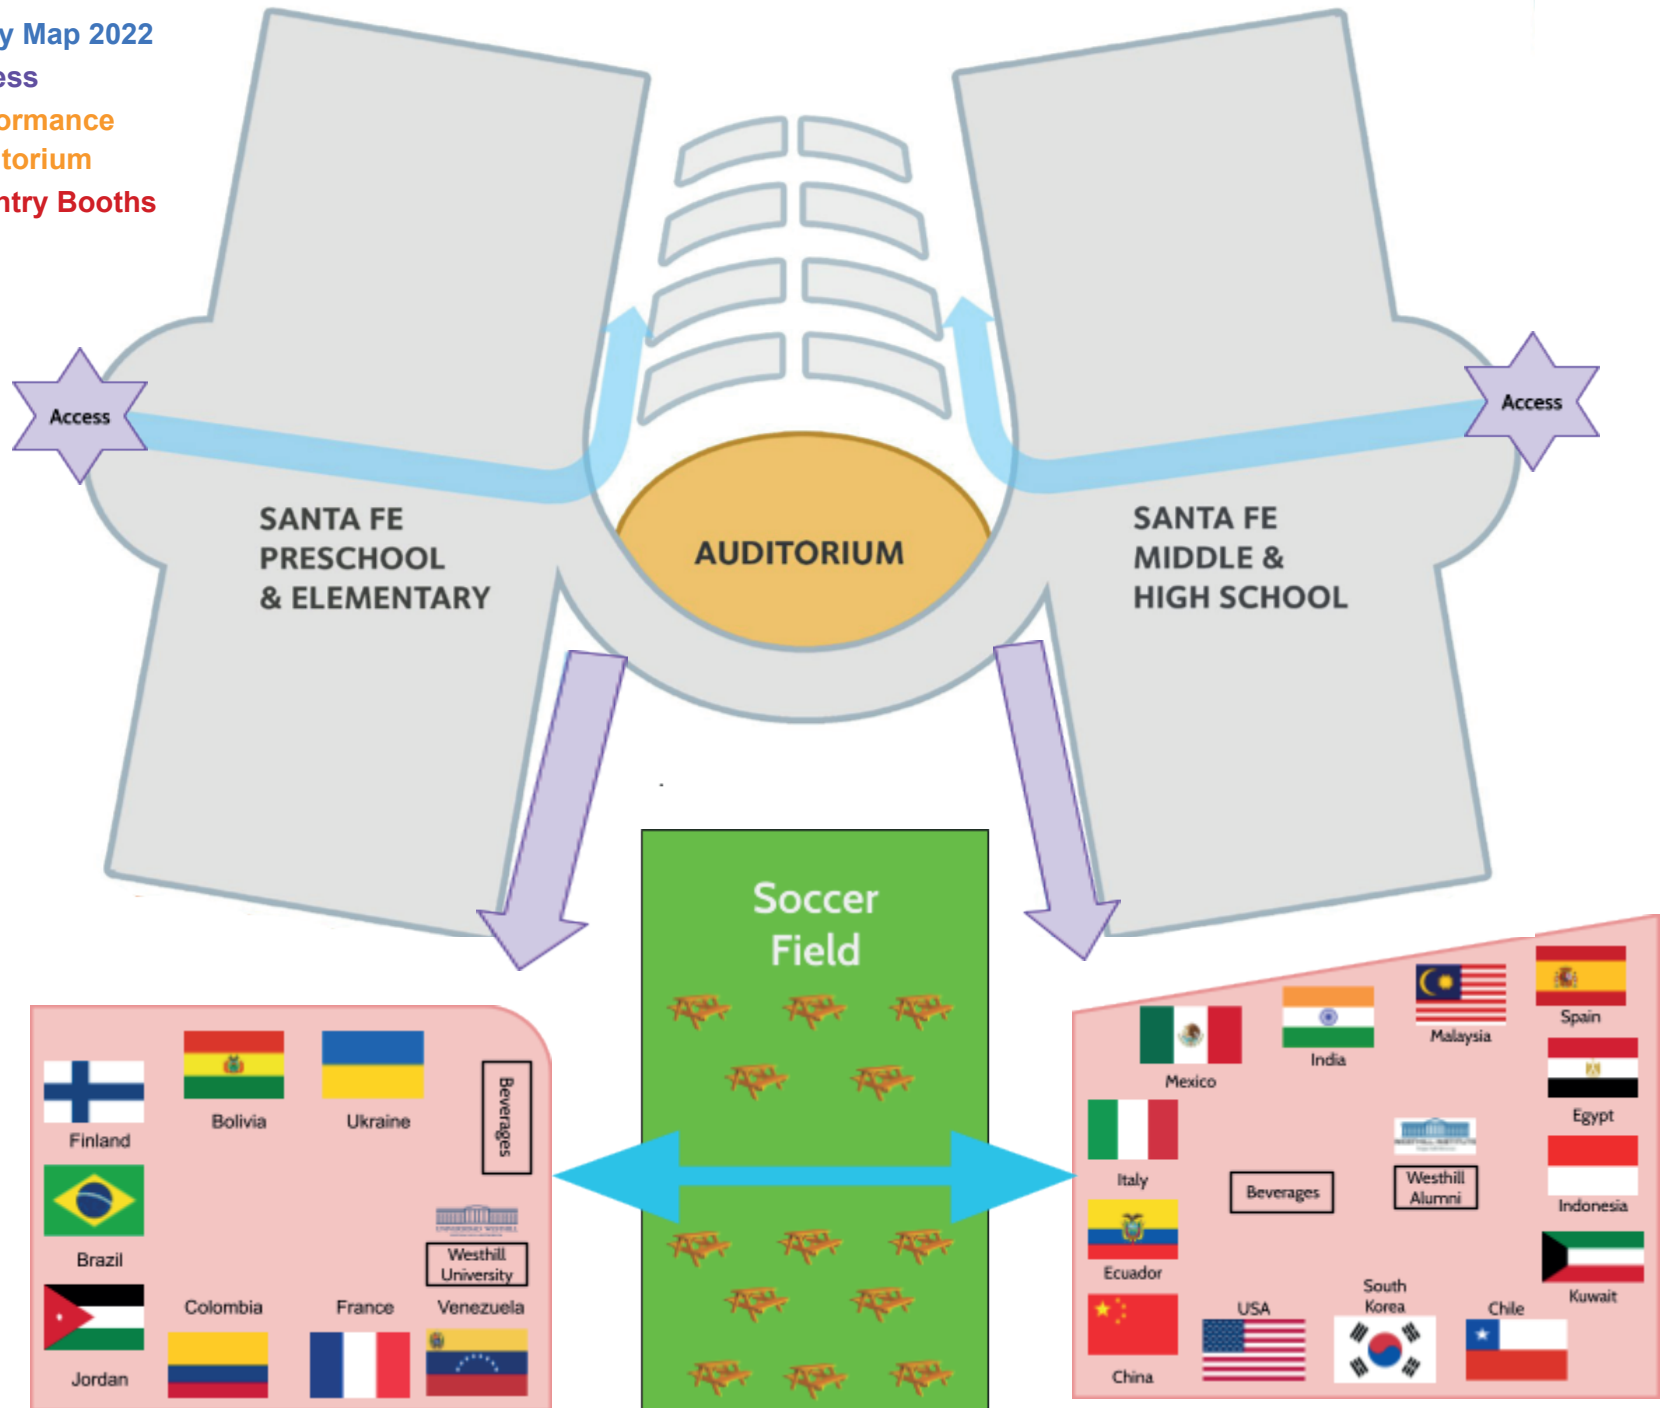 y Map 2022
ess
ormance
torium
ntry Booths
Access
Access
SANTA FE
PRESCHOOL
& ELEMENTARY
AUDITORIUM
SANTA FE
MIDDLE &
HIGH SCHOOL
Soccer
Field
Finland
Bolivia
Ukraine
Beverages
Brazil
Westhill
University
Jordan
Colombia
France
Venezuela
Mexico
India
Malaysia
Spain
Egypt
Italy
Beverages
Westhill
Alumni
Indonesia
Ecuador
Kuwait
China
USA
South
Korea
Chile